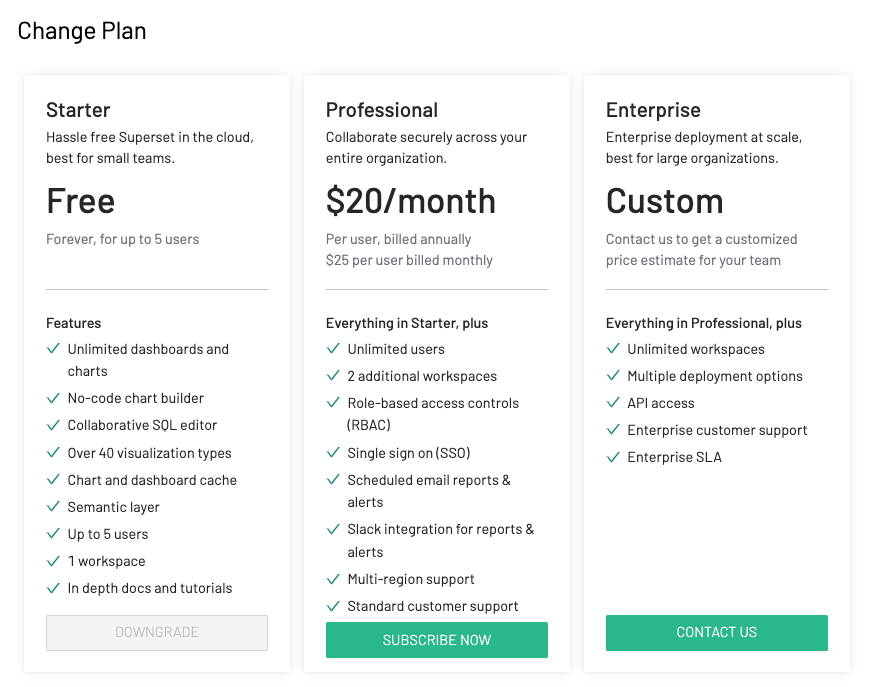 Change Plan
Starter
Hassle free Superset in the cloud,
best for small teams.
Free
Forever, for up to 5 users
Features
Unlimited dashboards and
charts
No-code chart builder
Collaborative SQL editor
Over 40 visualization types
Chart and dashboard cache
Semantic layer
Up to 5 users
1 workspace
In depth docs and tutorials
DOWNGRADE
Professional
Collaborate securely across your
entire organization.
$20/month
Per user, billed annually
$25 per user billed monthly
Everything in Starter, plus
Unlimited users
2 additional workspaces
Role-based access controls
(RBAC)
Single sign on (SSO)
Scheduled email reports &
alerts
Slack integration for reports &
alerts
Multi-region support
Standard customer support
SUBSCRIBE NOW
Enterprise
Enterprise deployment at scale,
best for large organizations.
Custom
Contact us to get a customized
price estimate for your team
Everything in Professional, plus
Unlimited workspaces
Multiple deployment options
API access
Enterprise customer support
Enterprise SLA
CONTACT US